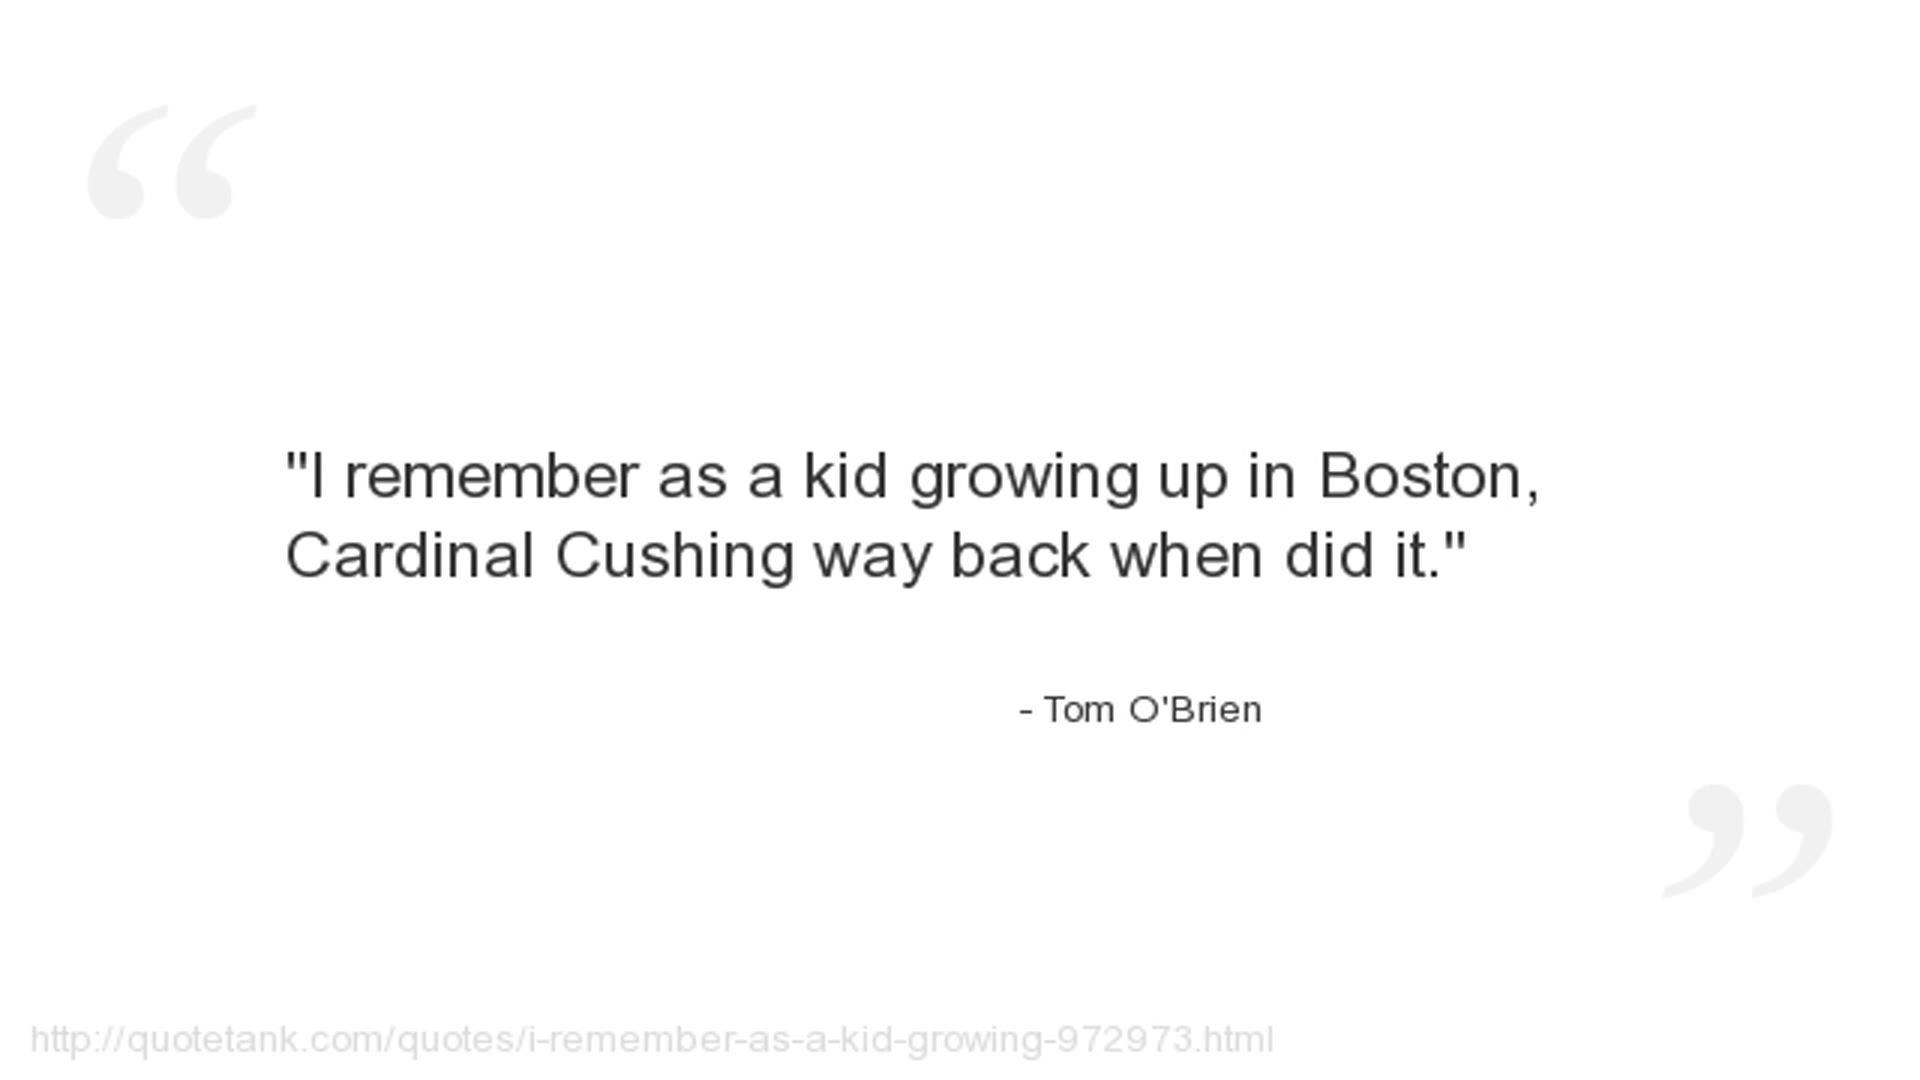 "I remember as a kid growing up in Boston,
Cardinal Cushing way back when did it."
- Tom O'Brien
http://quotetank.com/quotes/i-remember-as-a-kid-growing-972973.html